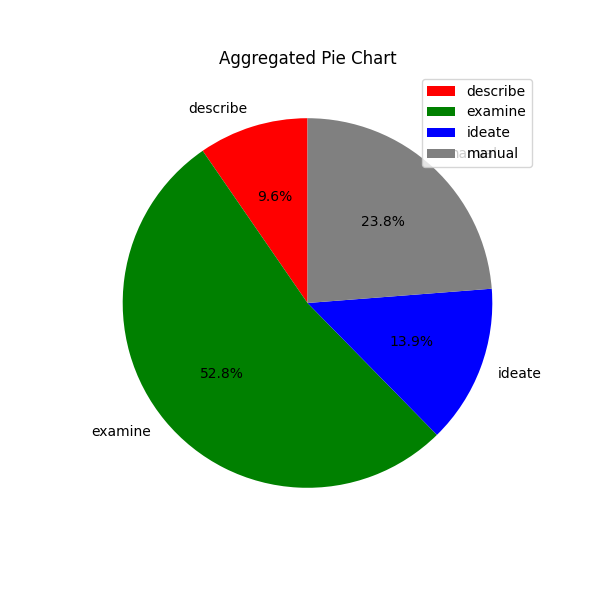 Aggregated Pie Chart
describe
examine
ideate
manual
describe
9.6%
23.8%
13.9%
52.8%
ideate
examine